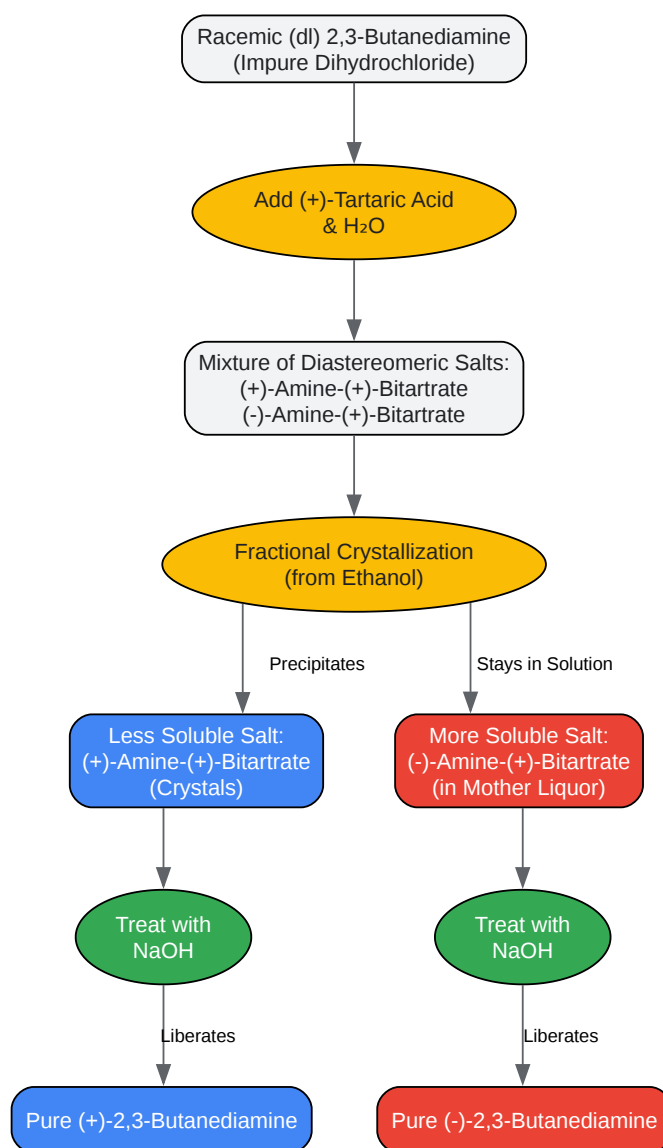 Racemic (dl) 2,3-Butanediamine
(Impure Dihydrochloride)
Add (+)-Tartaric Acid
& H₂O
Mixture of Diastereomeric Salts:
(+)-Amine-(+)-Bitartrate
(-)-Amine-(+)-Bitartrate
Fractional Crystallization
(from Ethanol)
Precipitates
Stays in Solution
Less Soluble Salt:
(+)-Amine-(+)-Bitartrate
(Crystals)
More Soluble Salt:
(-)-Amine-(+)-Bitartrate
(in Mother Liquor)
Treat with
NaOH
Treat with
NaOH
Liberates
Liberates
Pure (+)-2,3-Butanediamine
Pure (-)-2,3-Butanediamine